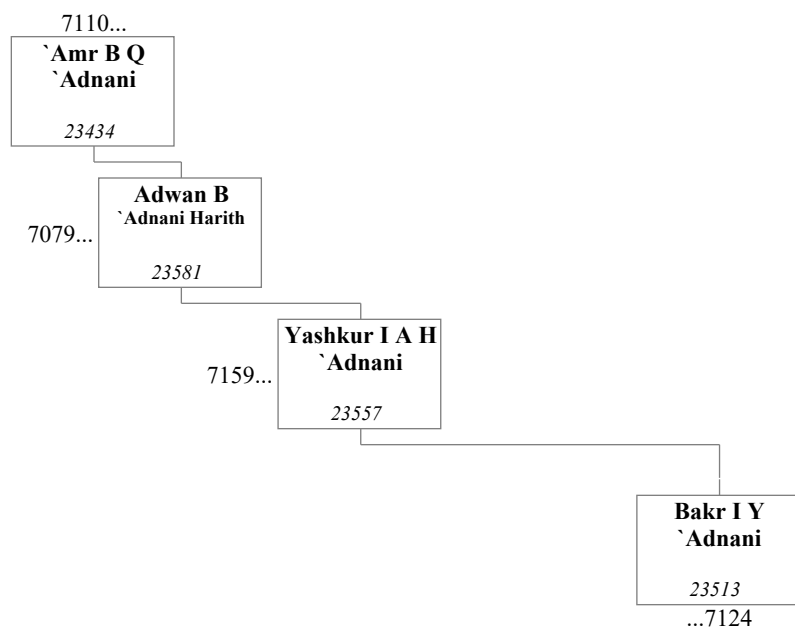 7110...
`Amr B Q
`Adnani
23434
Adwan B
`Adnani Harith
7079...
23581
Yashkur I A H
`Adnani
7159...
23557
Bakr I Y
`Adnani
23513
...7124